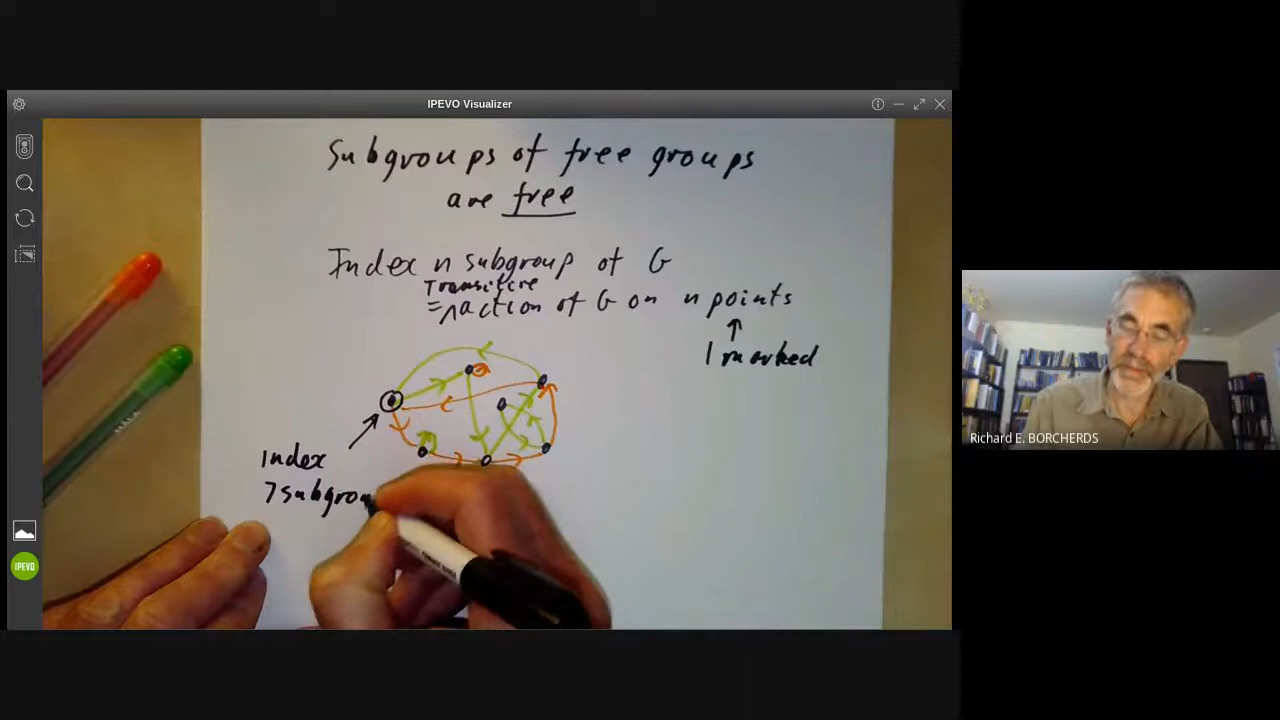 IPEVO Visualizer
Subgroups of free groups
are free
Index n subgroup of G
Transitive
= action of G on n points
1 marked
Index
7 subgrou
IPEVO
Richard E. BORCHERDS